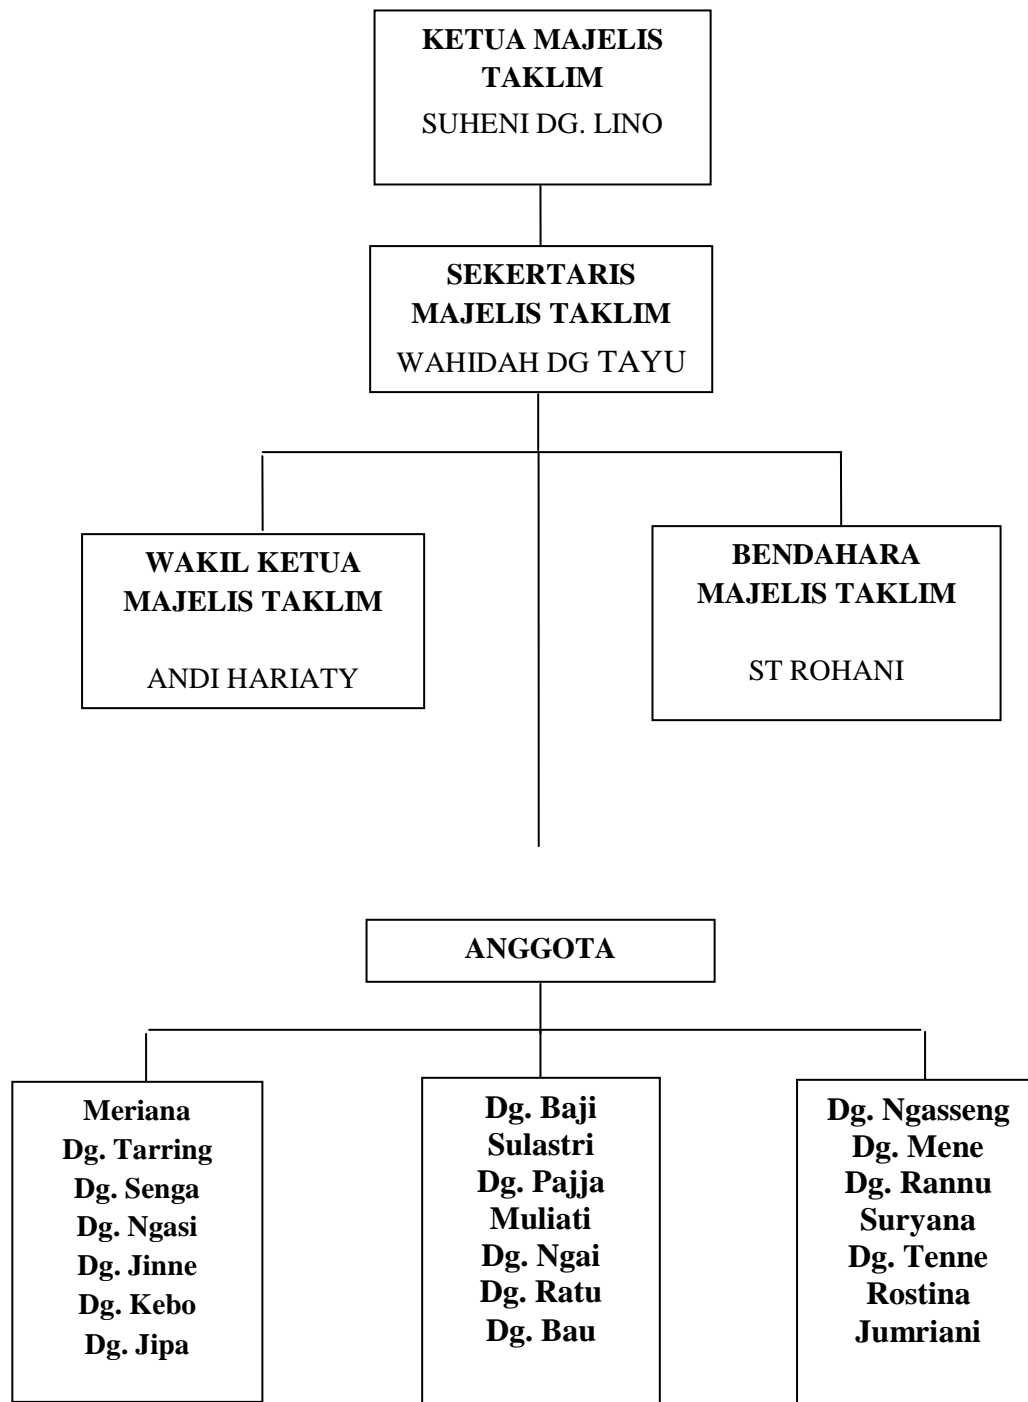 KETUA MAJELIS
TAKLIM
SUHENI DG. LINO
SEKERTARIS
MAJELIS TAKLIM
WAHIDAH DG TAYU
WAKIL KETUA
MAJELIS TAKLIM
ANDI HARIATY
BENDAHARA
MAJELIS TAKLIM
ST ROHANI
ANGGOTA
Meriana
Dg. Tarring
Dg. Senga
Dg. Ngasi
Dg. Jinne
Dg. Kebo
Dg. Jipa
Dg. Baji
Sulastri
Dg. Pajja
Muliati
Dg. Ngai
Dg. Ratu
Dg. Bau
Dg. Ngasseng
Dg. Mene
Dg. Rannu
Suryana
Dg. Tenne
Rostina
Jumriani